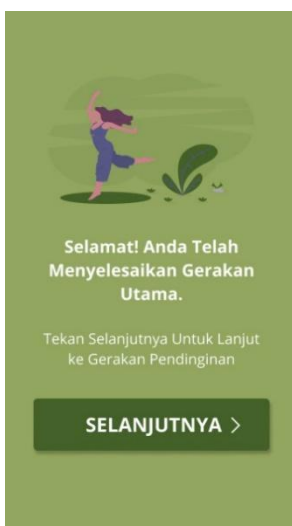 Selamat! Anda Telah
Menyelesaikan Gerakan
Utama.
Tekan Selanjutnya Untuk Lanjut
ke Gerakan Pendinginan
SELANJUTNYA >